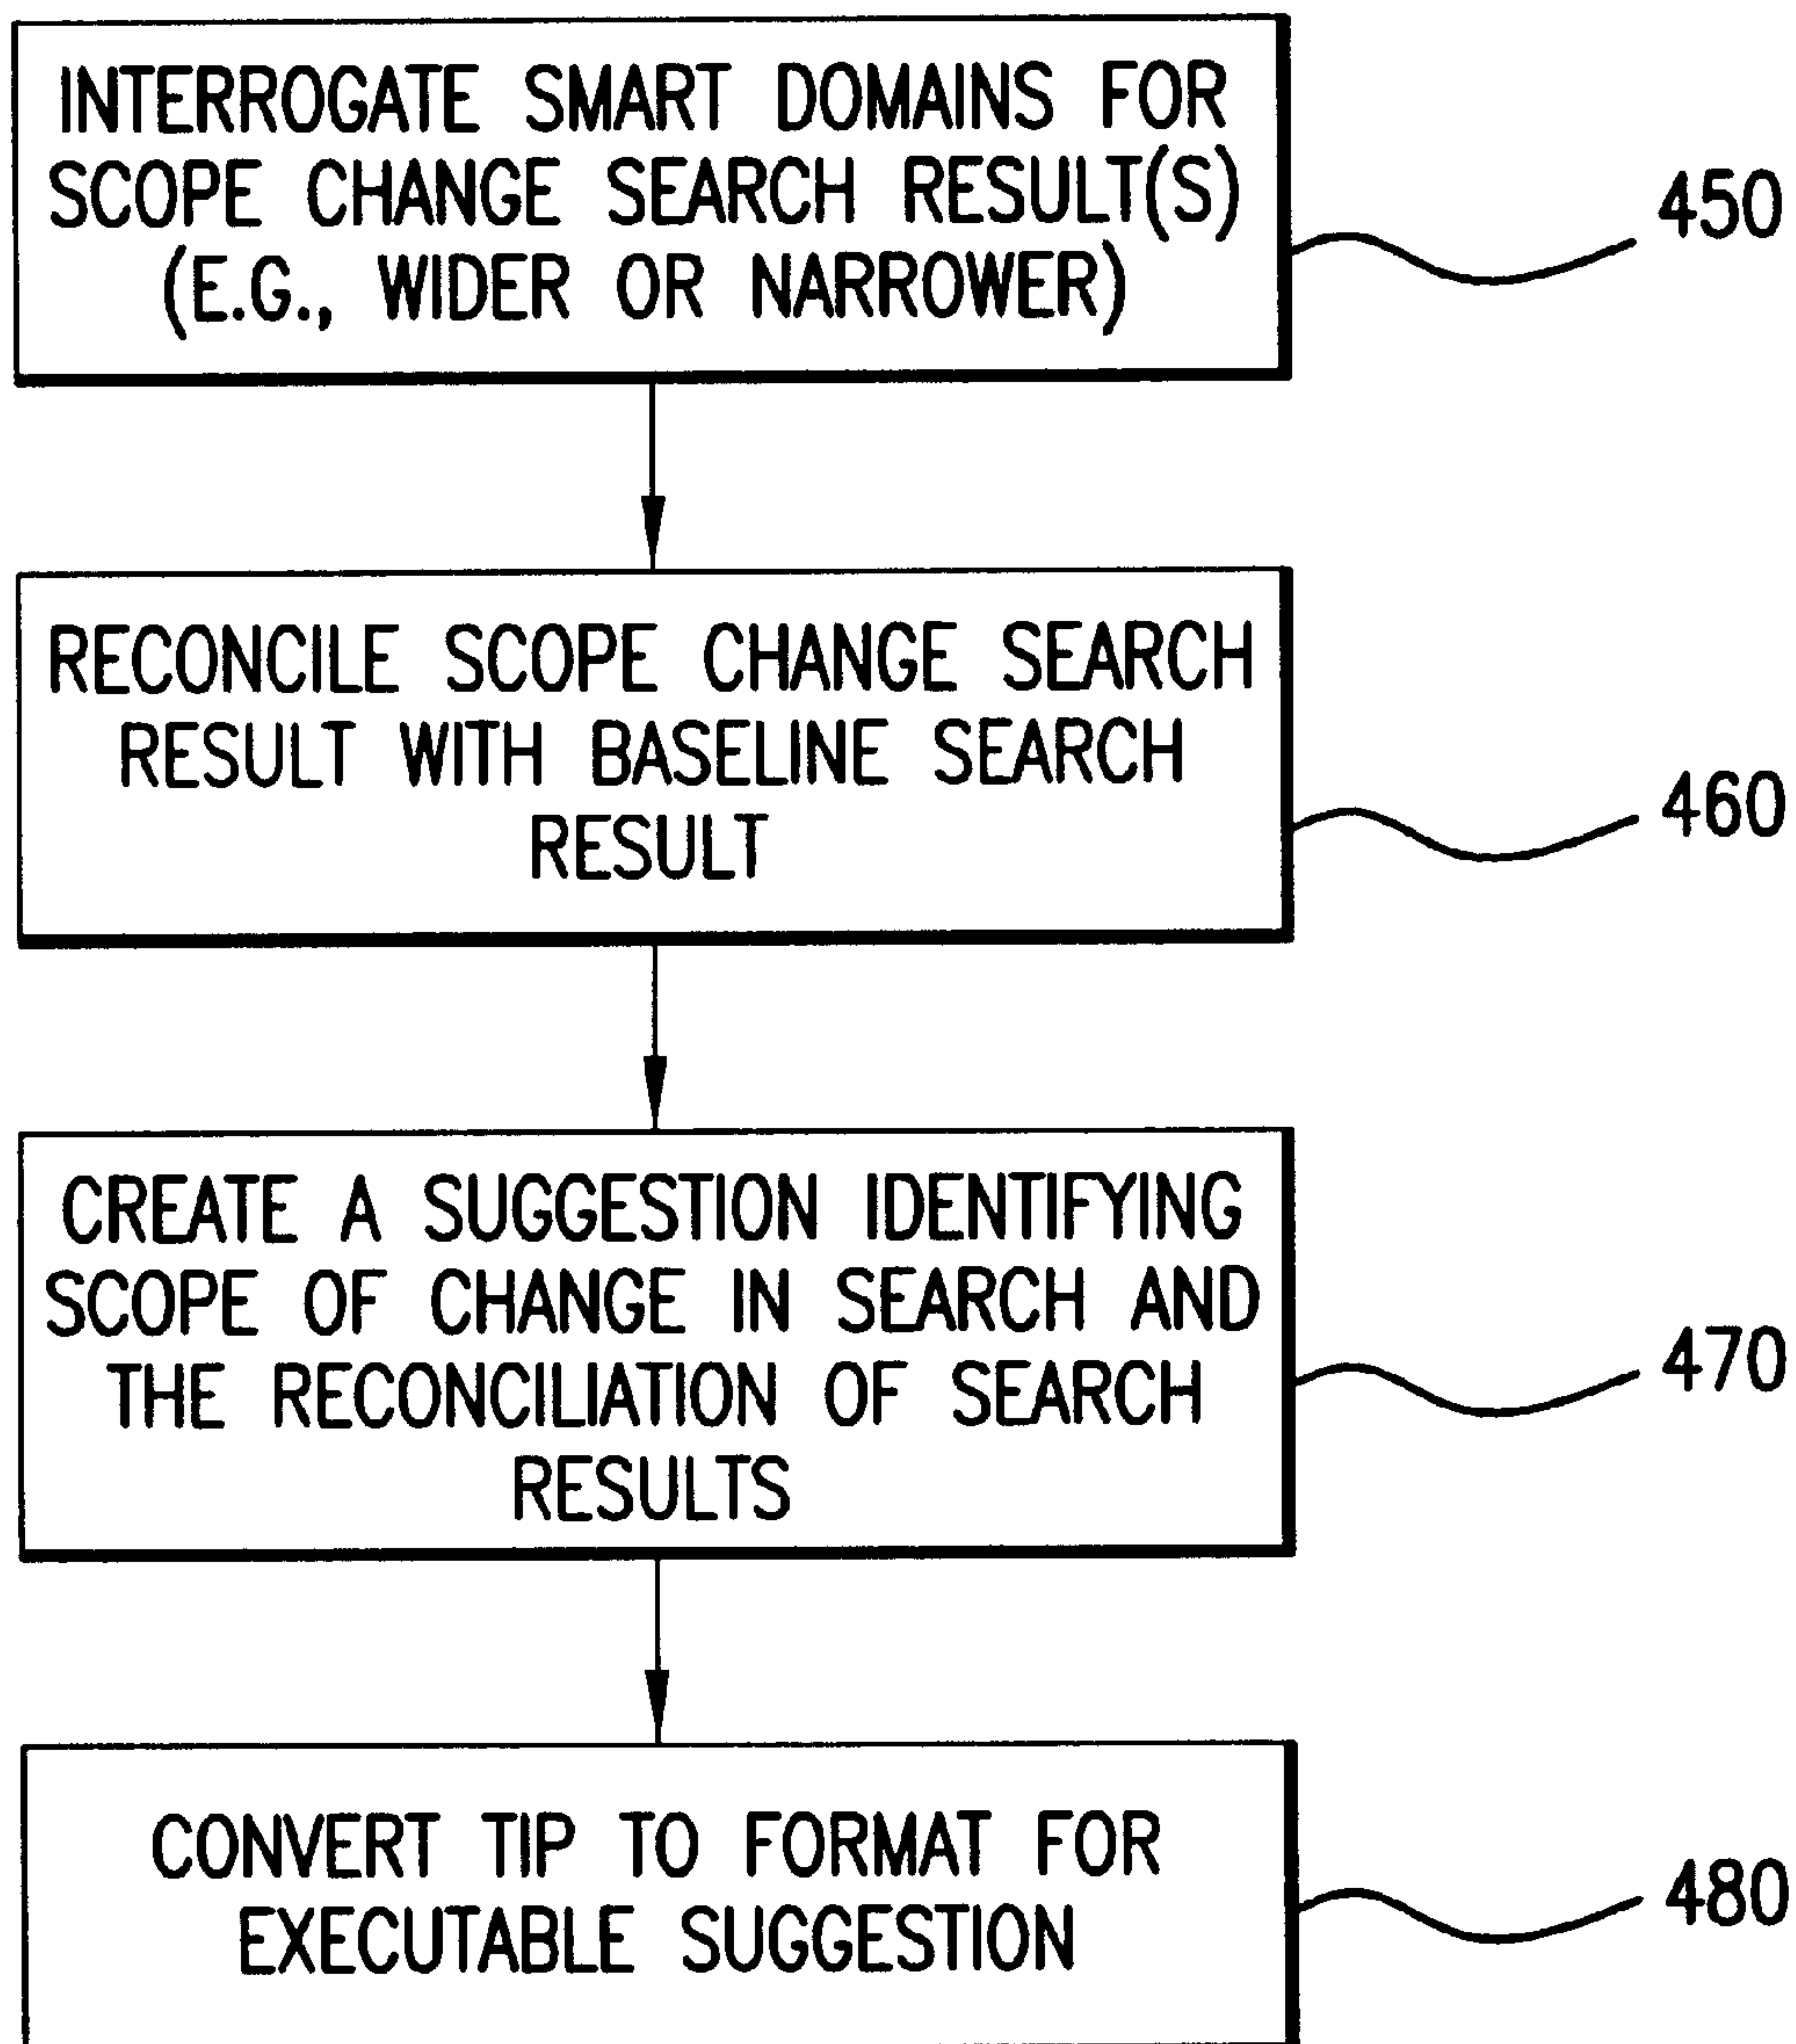 INTERROGATE SMART DOMAINS FOR
SCOPE CHANGE SEARCH RESULT(S)
(E.G., WIDER OR NARROWER)
450
RECONCILE SCOPE CHANGE SEARCH
RESULT WITH BASELINE SEARCH
RESULT
460
CREATE A SUGGESTION IDENTIFYING
SCOPE OF CHANGE IN SEARCH AND
THE RECONCILIATION OF SEARCH
RESULTS
470
CONVERT TIP TO FORMAT FOR
EXECUTABLE SUGGESTION
480